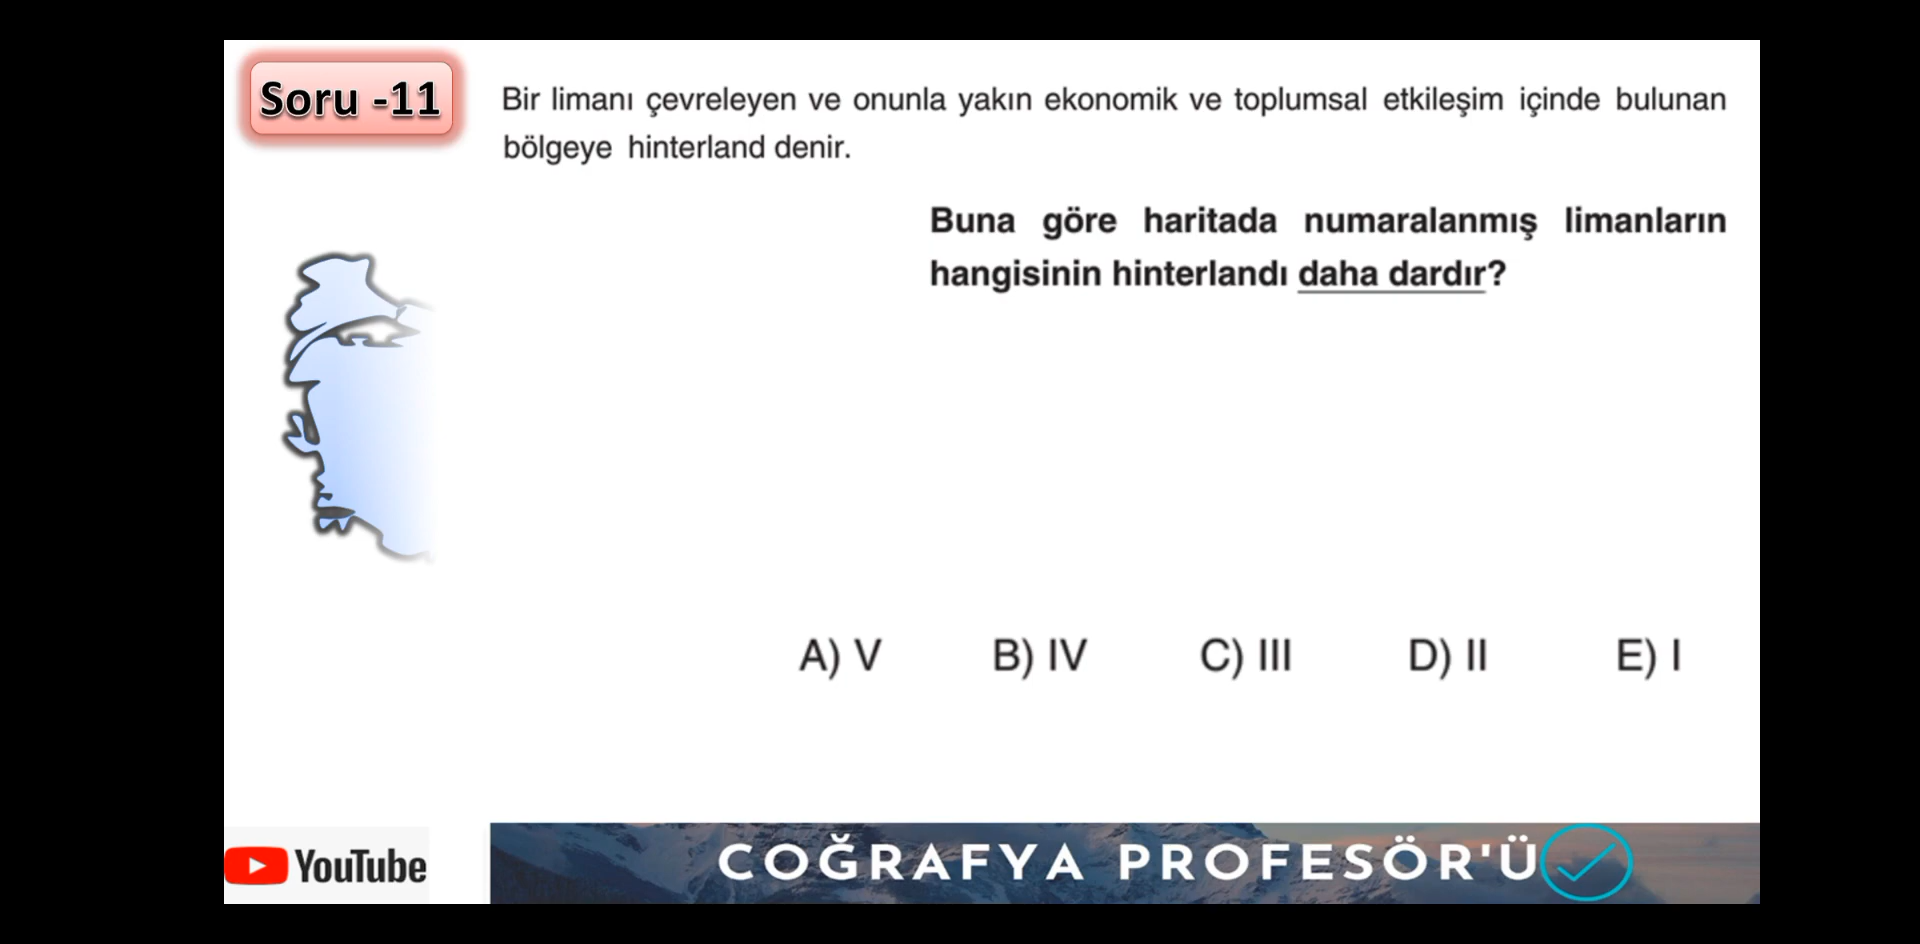 Soru -11
Bir limanı çevreleyen ve onunla yakın ekonomik ve toplumsal etkileşim içinde bulunan
bölgeye hinterland denir.
Buna göre haritada numaralanmış limanların
hangisinin hinterlandı daha dardır?
A) V B) IV C) III D) II E) I
YouTube
COĞRAFYA PROFESÖR'Ü